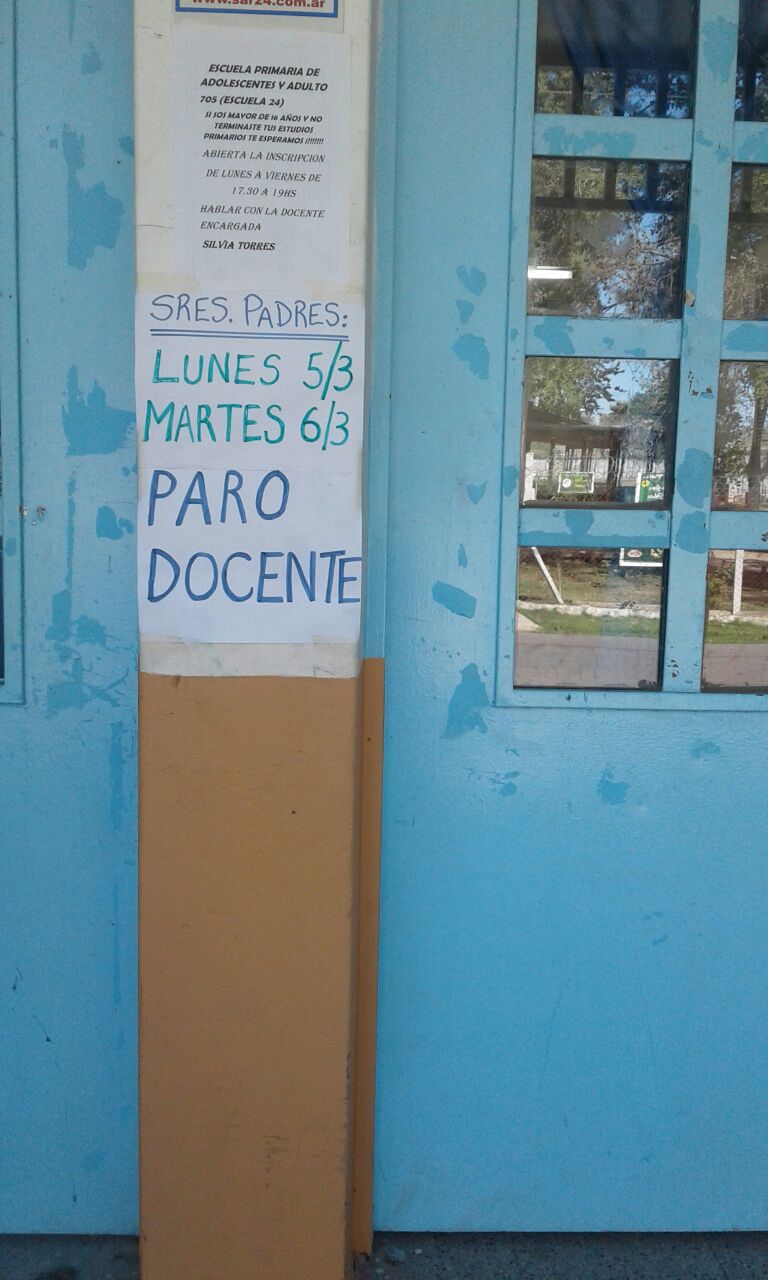 www.sar24.com.ar
ESCUELA PRIMARIA DE
ADOLESCENTES Y ADULTO
705 (ESCUELA 24)
SI SOS MAYOR DE 16 AÑOS Y NO
TERMINASTE TUS ESTUDIOS
PRIMARIOS TE ESPERAMOS !!!!!!!!
ABIERTA LA INSCRIPCION
DE LUNES A VIERNES DE
17.30 A 19HS
HABLAR CON LA DOCENTE
ENCARGADA
SILVIA TORRES
SRES. PADRES:
LUNES 5/3
MARTES 6/3
PARO
DOCENTE